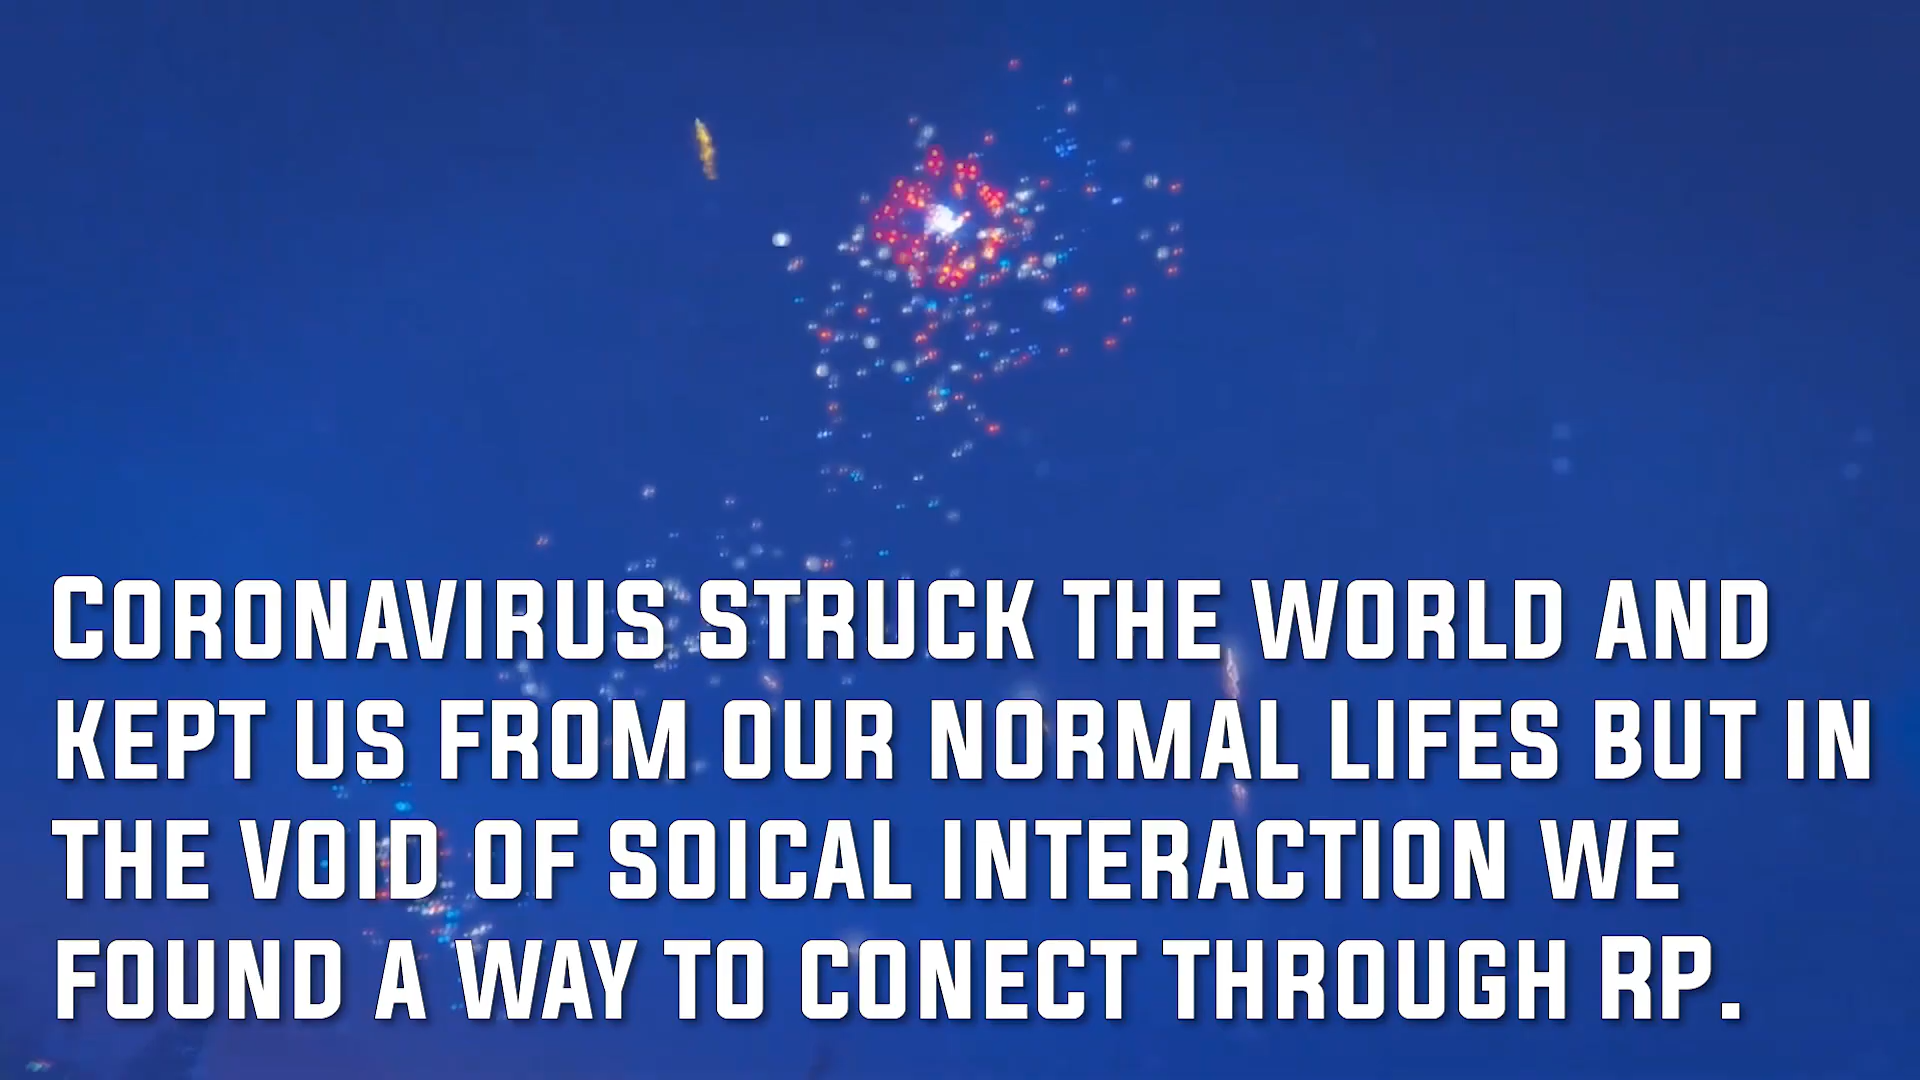 Coronavirus struck the world and
kept us from our normal lifes but in
the void of soical interaction we
found a way to conect through RP.